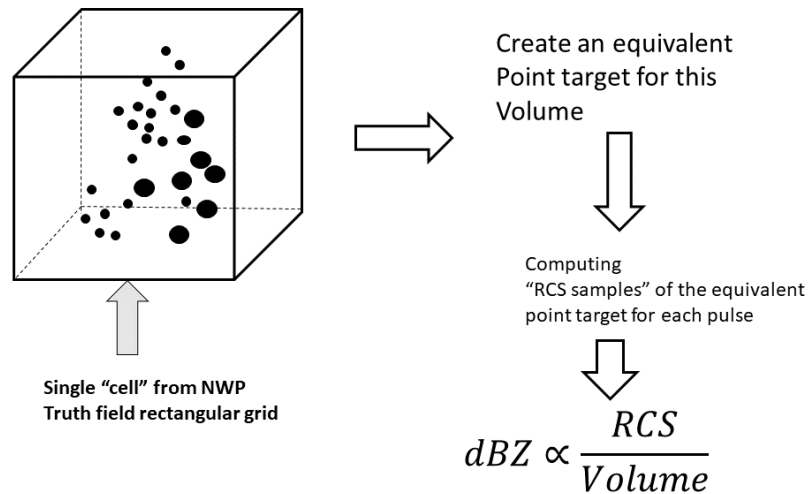 Create an equivalent
Point target for this
Volume
Computing
“RCS samples” of the equivalent
point target for each pulse
Single “cell” from NWP
Truth field rectangular grid
dBZ ∝ RCS / Volume